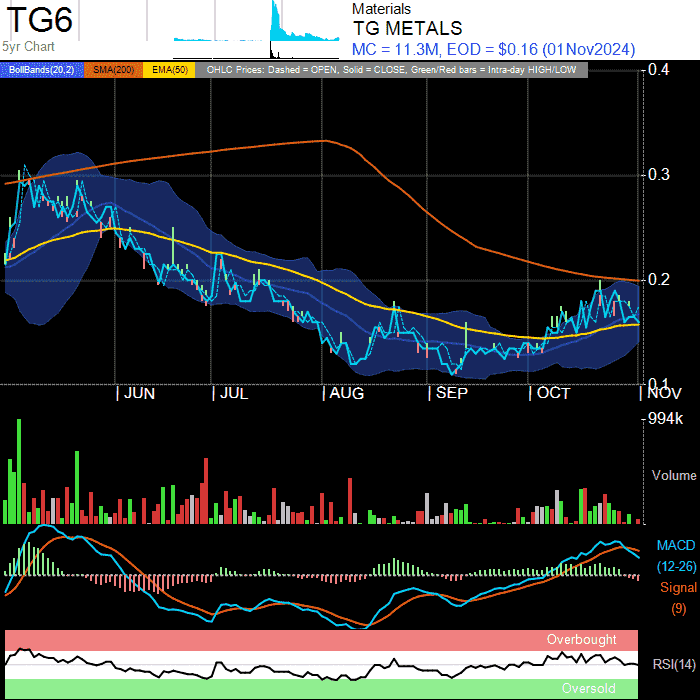 TG6
5yr Chart
Materials
TG METALS
MC = 11.3M, EOD = $0.16 (01Nov2024)
BollBands(20,2) SMA(200) EMA(50) OHLC Prices: Dashed = OPEN, Solid = CLOSE, Green/Red bars = Intra-day HIGH/LOW
0.4
0.3
0.2
0.1
JUN JUL AUG SEP OCT NOV
994k
Volume
MACD
(12-26)
Signal
(9)
Overbought
RSI(14)
Oversold